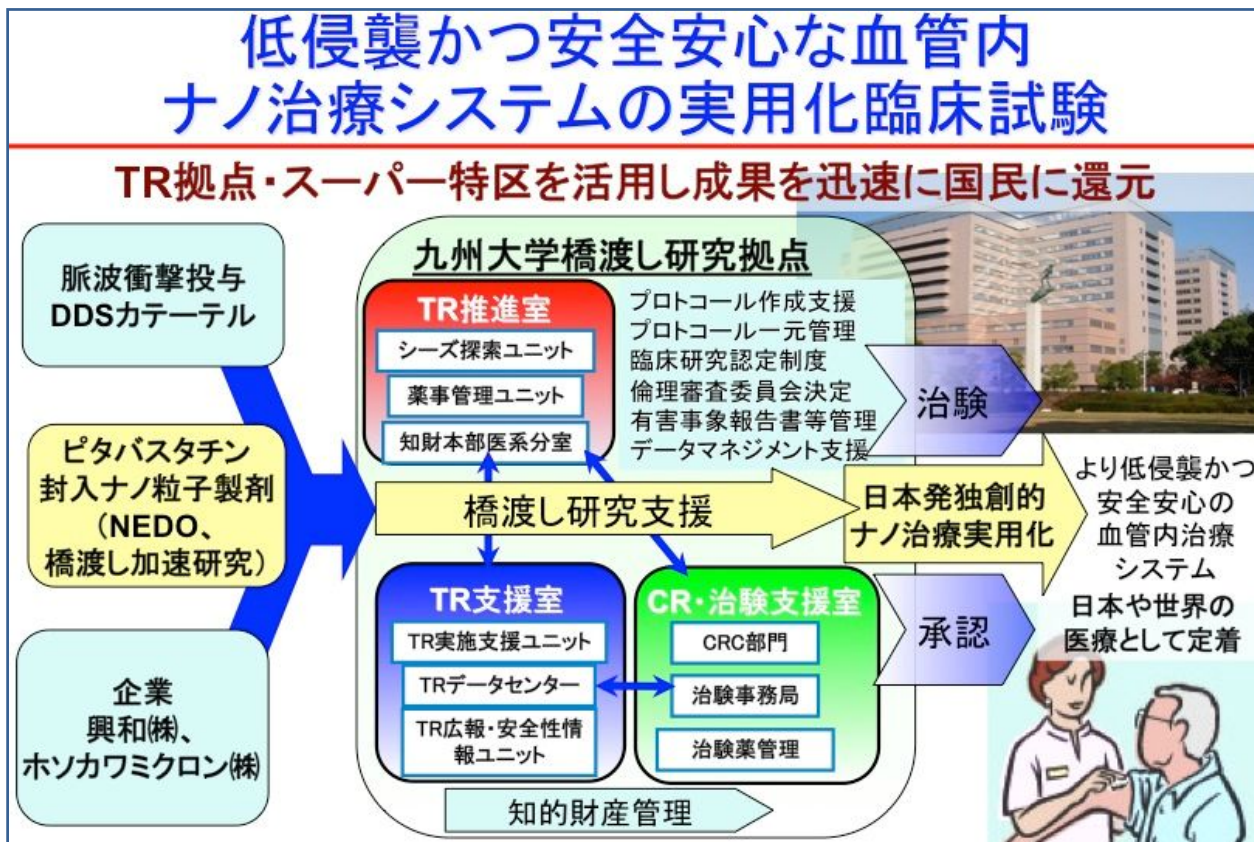 低侵襲かつ安全安心な血管内
ナノ治療システムの実用化臨床試験
TR拠点・スーパー特区を活用し成果を迅速に国民に還元
脈波衝撃投与
DDSカテーテル
ピタバスタチン
封入ナノ粒子製剤
(NEDO、
橋渡し加速研究)
企業
興和㈱、
ホソカワミクロン㈱
九州大学橋渡し研究拠点
TR推進室
シーズ探索ユニット
薬事管理ユニット
知財本部医系分室
プロトコール作成支援
プロトコール一元管理
臨床研究認定制度
倫理審査委員会決定
有害事象報告書等管理
データマネジメント支援
橋渡し研究支援
TR支援室
TR実施支援ユニット
TRデータセンター
TR広報・安全性情
報ユニット
CR・治験支援室
CRC部門
治験事務局
治験薬管理
知的財産管理
治験
日本発独創的
ナノ治療実用化
承認
より低侵襲かつ
安全安心の
血管内治療
システム
日本や世界の
医療として定着